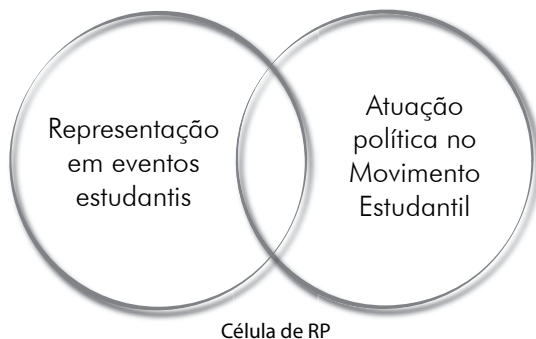 Representação
em eventos
estudantis
Atuação
política no
Movimento
Estudantil
Célula de RP